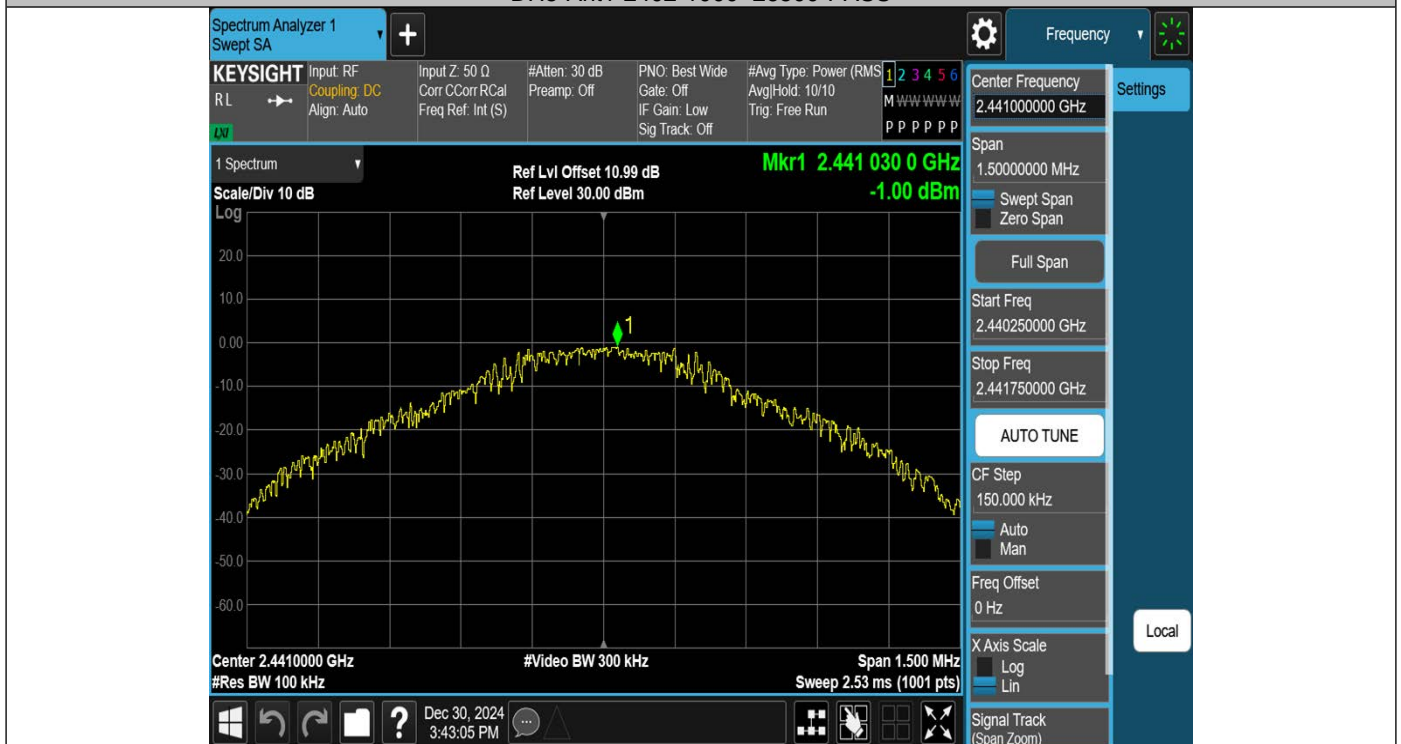 Spectrum Analyzer 1
Swept SA
+
Frequency
KEYSIGHT
RL
LXI
Input: RF
Coupling: DC
Align: Auto
Input Z: 50 Ω
Corr CCorr RCal
Freq Ref: Int (S)
#Atten: 30 dB
Preamp: Off
PNO: Best Wide
Gate: Off
IF Gain: Low
Sig Track: Off
#Avg Type: Power (RMS
Avg|Hold: 10/10
Trig: Free Run
1 2 3 4 5 6
M W W W W W
P P P P P P
1 Spectrum
Scale/Div 10 dB
Ref Lvl Offset 10.99 dB
Ref Level 30.00 dBm
Mkr1 2.441 030 0 GHz
-1.00 dBm
Log
20.0
10.0
0.00
-10.0
-20.0
-30.0
-40.0
-50.0
-60.0
1
Center 2.4410000 GHz
#Res BW 100 kHz
#Video BW 300 kHz
Span 1.500 MHz
Sweep 2.53 ms (1001 pts)
?
Dec 30, 2024
3:43:05 PM
Center Frequency
2.441000000 GHz
Settings
Span
1.50000000 MHz
Swept Span
Zero Span
Full Span
Start Freq
2.440250000 GHz
Stop Freq
2.441750000 GHz
AUTO TUNE
CF Step
150.000 kHz
Auto
Man
Freq Offset
0 Hz
X Axis Scale
Log
Lin
Local
Signal Track
(Span Zoom)